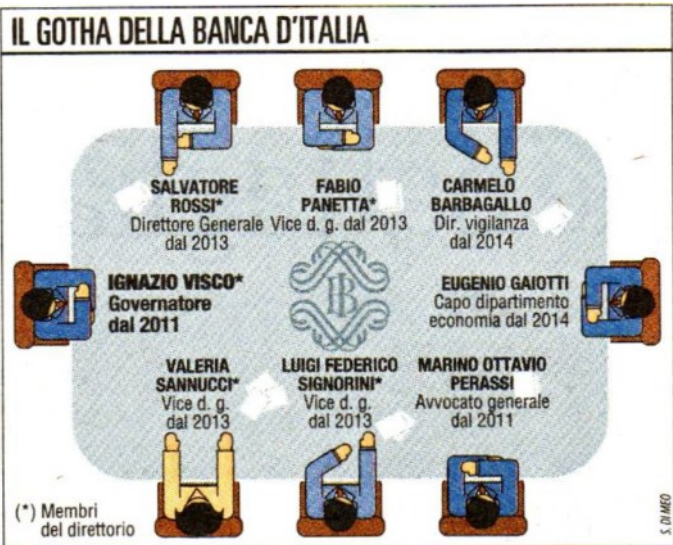 IL GOTHA DELLA BANCA D'ITALIA
SALVATORE
ROSSI*
Direttore Generale
dal 2013
FABIO
PANETTA*
Vice d. g. dal 2013
CARMELO
BARBAGALLO
Dir. vigilanza
dal 2014
IGNAZIO VISCO*
Governatore
dal 2011
EUGENIO GAIOTTI
Capo dipartimento
economia dal 2014
VALERIA
SANNUCCI*
Vice d. g.
dal 2013
LUIGI FEDERICO
SIGNORINI*
Vice d. g.
dal 2013
MARINO OTTAVIO
PERASSI
Avvocato generale
dal 2011
(*) Membri
del direttorio
S. DI MEO